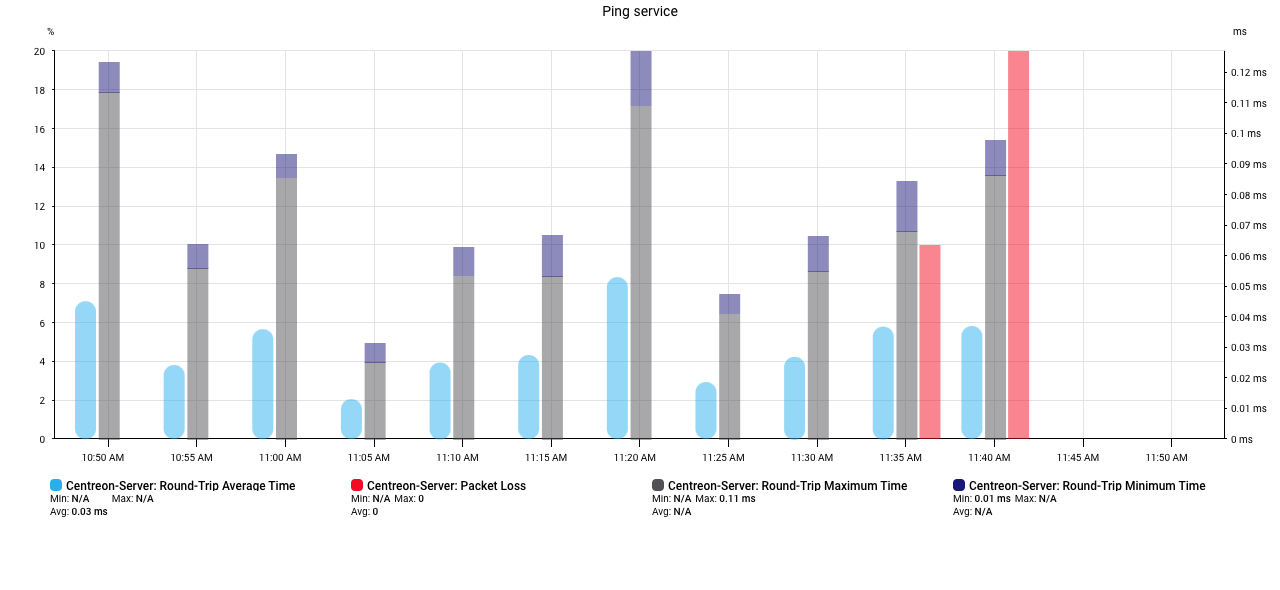 Ping service
% ms
20
18
16
14
12
10
8
6
4
2
0
0.12 ms
0.11 ms
0.1 ms
0.09 ms
0.08 ms
0.07 ms
0.06 ms
0.05 ms
0.04 ms
0.03 ms
0.02 ms
0.01 ms
0 ms
10:50 AM 10:55 AM 11:00 AM 11:05 AM 11:10 AM 11:15 AM 11:20 AM 11:25 AM 11:30 AM 11:35 AM 11:40 AM 11:45 AM 11:50 AM
Centreon-Server: Round-Trip Average Time
Min: N/A Max: N/A
Avg: 0.03 ms
Centreon-Server: Packet Loss
Min: N/A Max: 0
Avg: 0
Centreon-Server: Round-Trip Maximum Time
Min: N/A Max: 0.11 ms
Avg: N/A
Centreon-Server: Round-Trip Minimum Time
Min: 0.01 ms Max: N/A
Avg: N/A